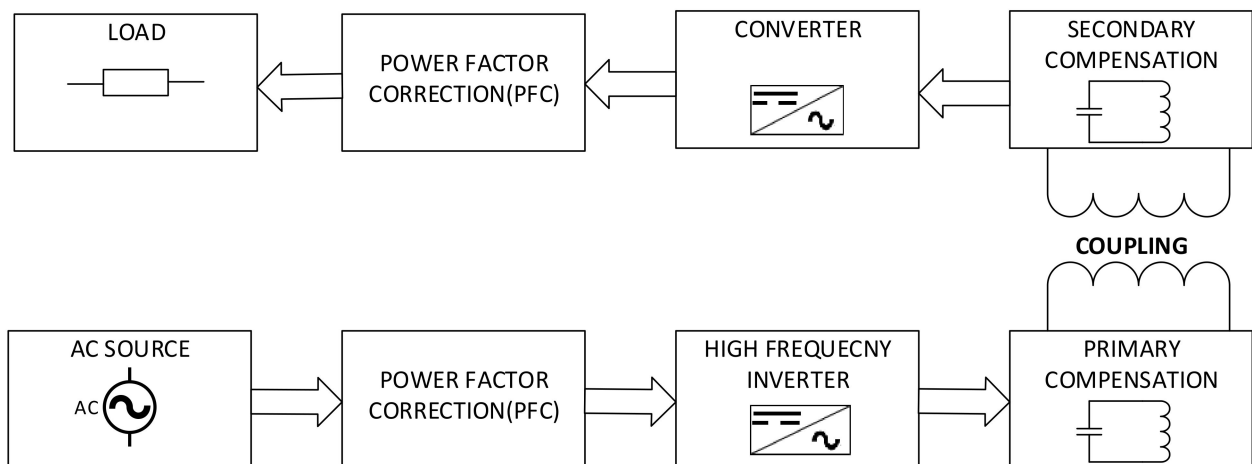 LOAD
POWER FACTOR
CORRECTION(PFC)
CONVERTER
SECONDARY
COMPENSATION
COUPLING
AC SOURCE
AC
POWER FACTOR
CORRECTION(PFC)
HIGH FREQUECNY
INVERTER
PRIMARY
COMPENSATION